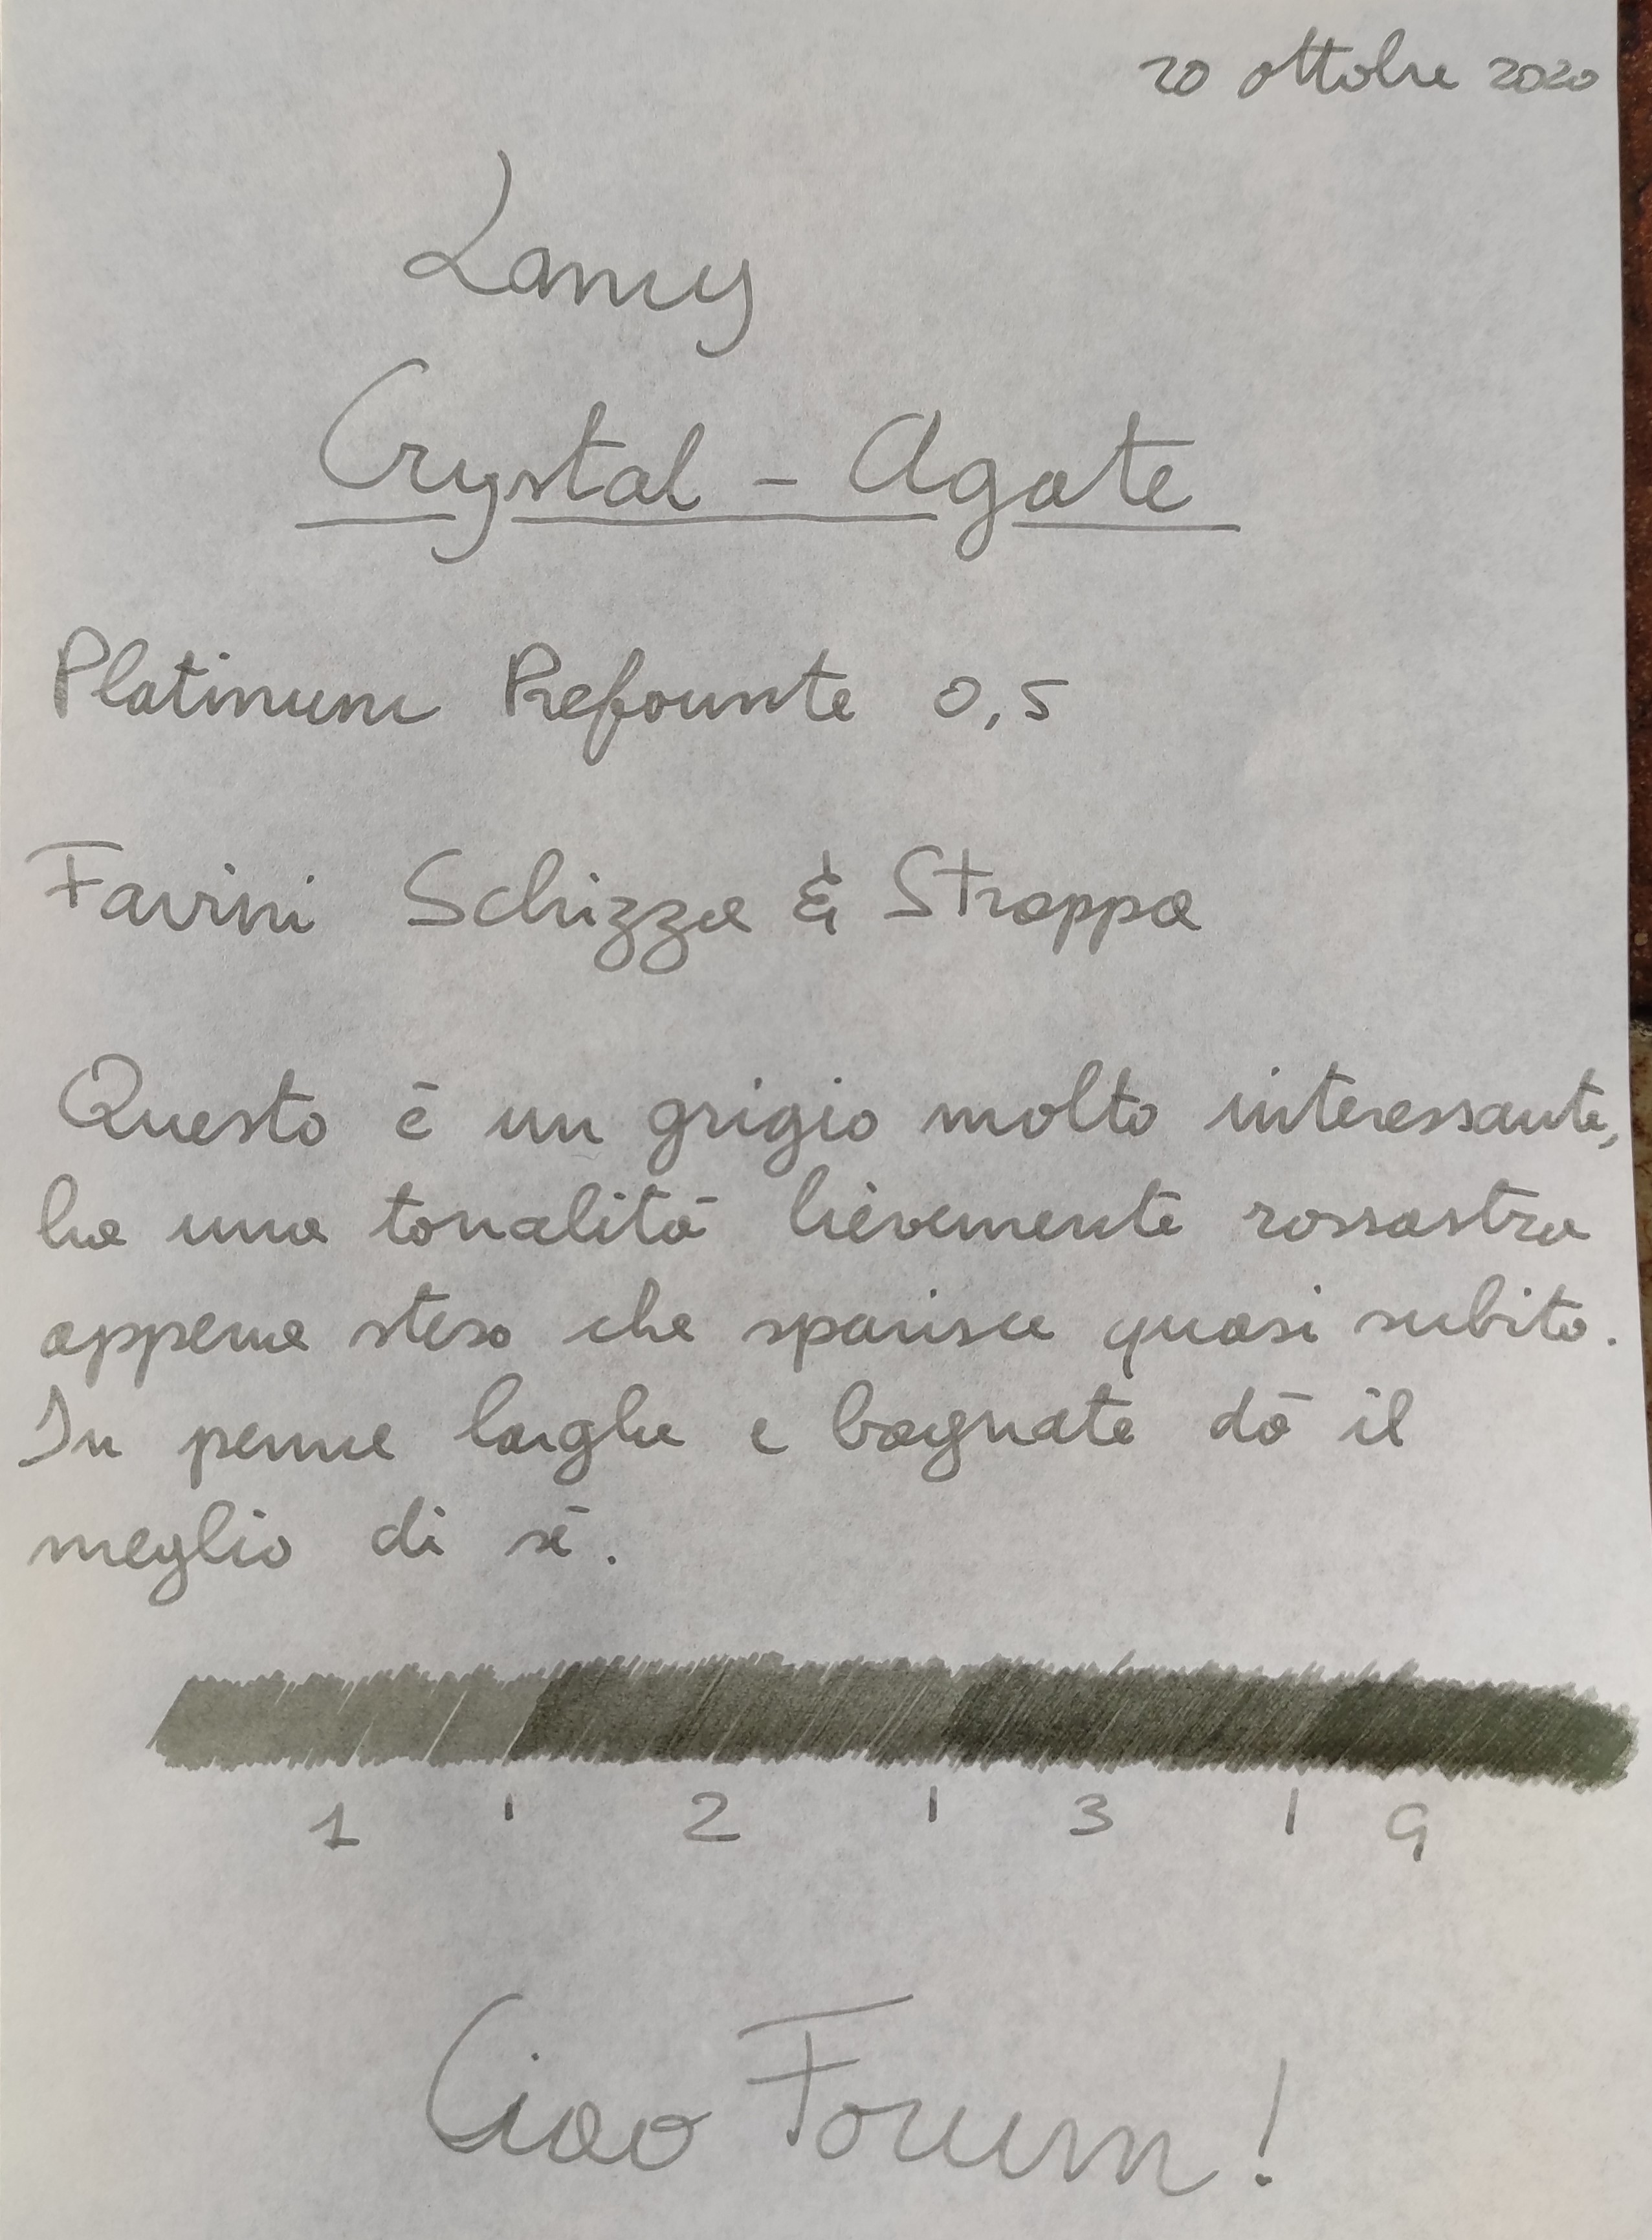 20 ottobre 2020
Lamy
Crystal - Agate
Platinum Prefounte 0,5
Favini Schizza & Strappa
Questo è un grigio molto interessante,
ha una tonalità lievemente rossastra
appena steso che sparisce quasi subito.
In penne larghe e bagnate dà il
meglio di sé.
1 | 2 | 3 | 9
Ciao Forum!